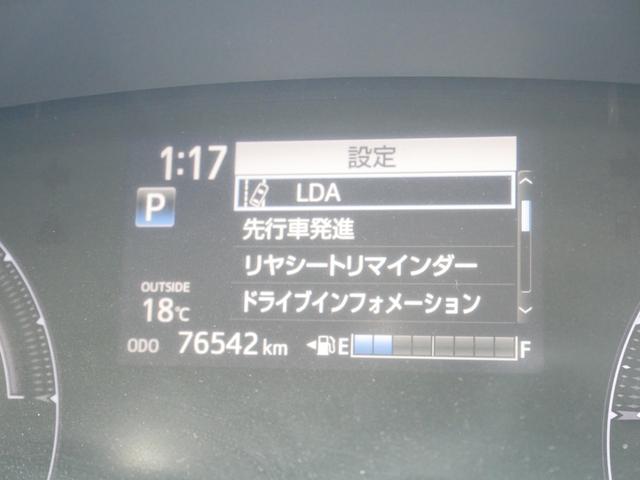 1:17
設定
P
LDA
先行車発進
リヤシートリマインダー
ドライブインフォメーション
OUTSIDE
18℃
ODO 76542 km
E F